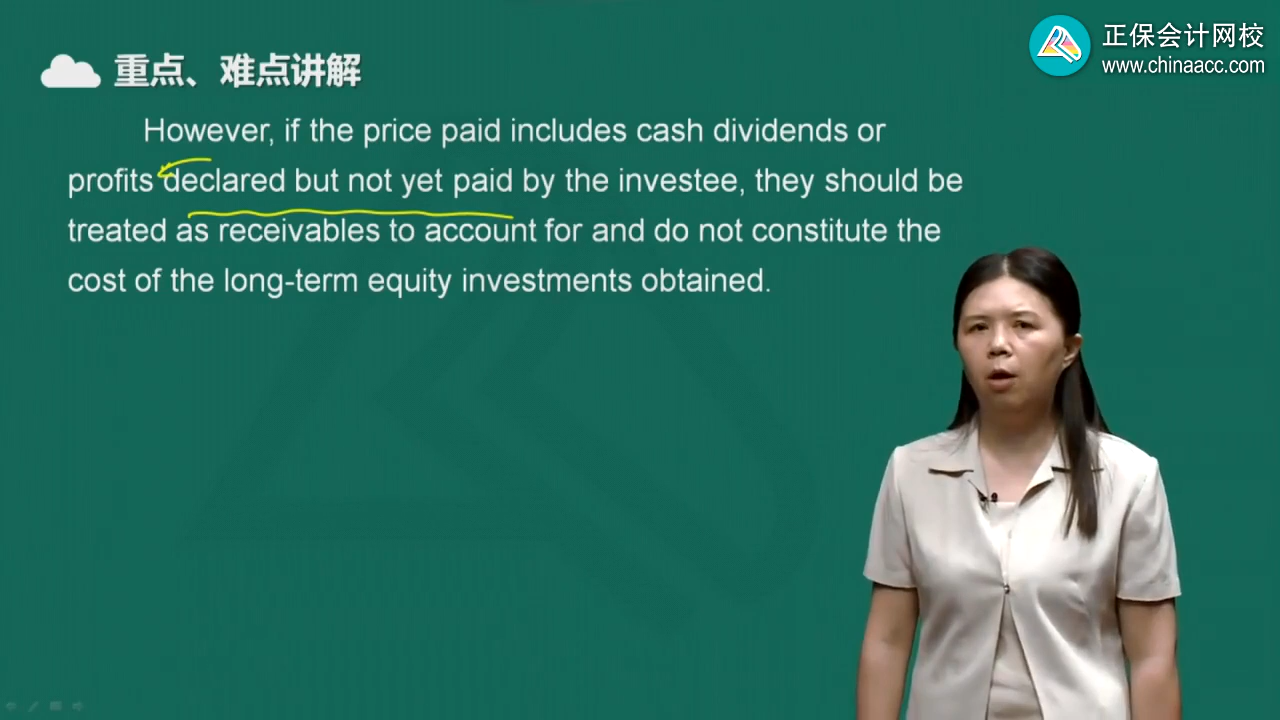 正保会计网校
www.chinaacc.com
重点、难点讲解
However, if the price paid includes cash dividends or
profits declared but not yet paid by the investee, they should be
treated as receivables to account for and do not constitute the
cost of the long-term equity investments obtained.